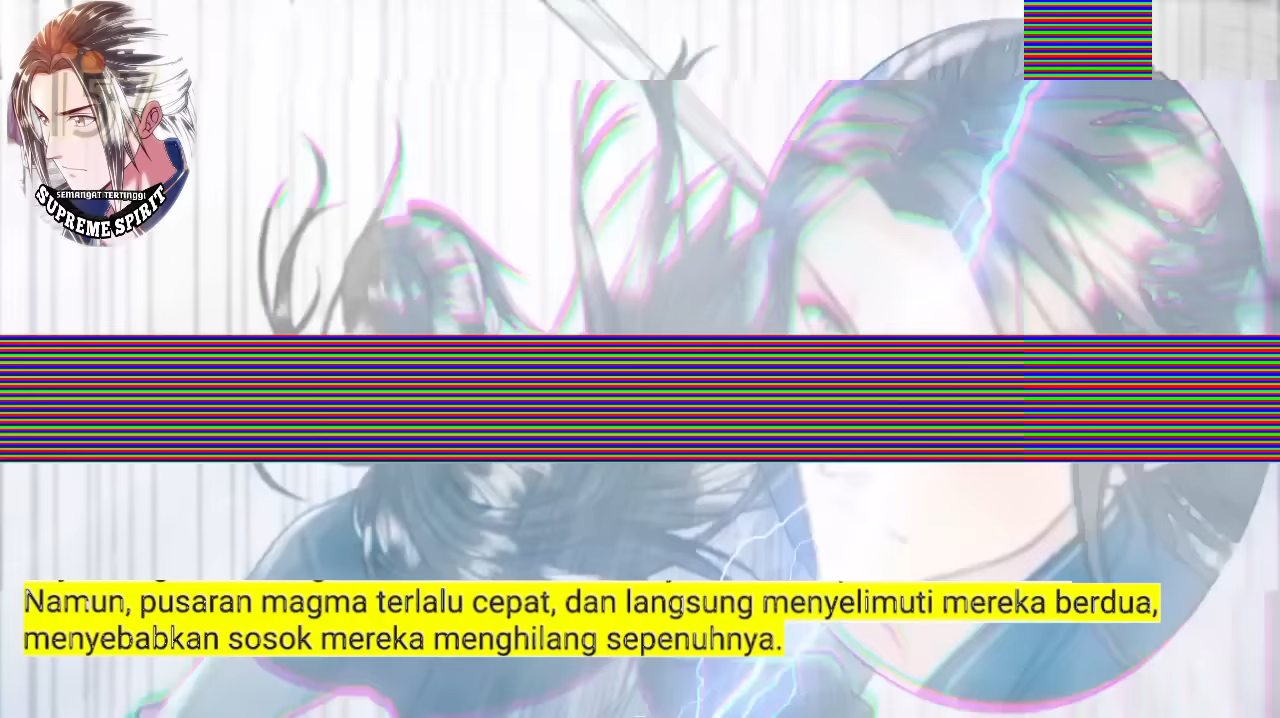 157
SEMANGAT TERTINGGI
SUPREME SPIRIT
Namun, pusaran magma terlalu cepat, dan langsung menyelimuti mereka berdua,
menyebabkan sosok mereka menghilang sepenuhnya.